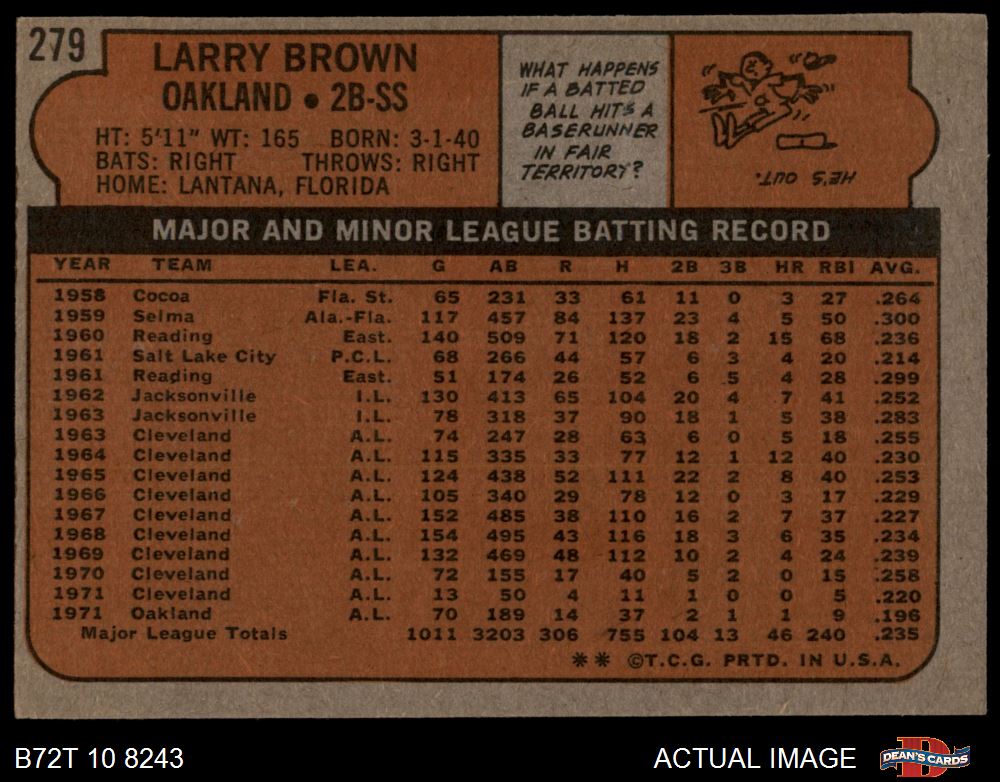 279
LARRY BROWN
OAKLAND • 2B-SS
HT: 5'11" WT: 165 BORN: 3-1-40
BATS: RIGHT THROWS: RIGHT
HOME: LANTANA, FLORIDA
WHAT HAPPENS
IF A BATTED
BALL HITS A
BASERUNNER
IN FAIR
TERRITORY?
HE'S OUT.
MAJOR AND MINOR LEAGUE BATTING RECORD
YEAR TEAM LEA. G AB R H 2B 3B HR RBI AVG.
1958 Cocoa Fla. St. 65 231 33 61 11 0 3 27 .264
1959 Selma Ala.-Fla. 117 457 84 137 23 4 5 50 .300
1960 Reading East. 140 509 71 120 18 2 15 68 .236
1961 Salt Lake City P.C.L. 68 266 44 57 6 3 4 20 .214
1961 Reading East. 51 174 26 52 6 5 4 28 .299
1962 Jacksonville I.L. 130 413 65 104 20 4 7 41 .252
1963 Jacksonville I.L. 78 318 37 90 18 1 5 38 .283
1963 Cleveland A.L. 74 247 28 63 6 0 5 18 .255
1964 Cleveland A.L. 115 335 33 77 12 1 12 40 .230
1965 Cleveland A.L. 124 438 52 111 22 2 8 40 .253
1966 Cleveland A.L. 105 340 29 78 12 0 3 17 .229
1967 Cleveland A.L. 152 485 38 110 16 2 7 37 .227
1968 Cleveland A.L. 154 495 43 116 18 3 6 35 .234
1969 Cleveland A.L. 132 469 48 112 10 2 4 24 .239
1970 Cleveland A.L. 72 155 17 40 5 2 0 15 .258
1971 Cleveland A.L. 13 50 4 11 1 0 0 5 .220
1971 Oakland A.L. 70 189 14 37 2 1 1 9 .196
Major League Totals 1011 3203 306 755 104 13 46 240 .235
** ©T.C.G. PRTD. IN U.S.A.
B72T 10 8243
ACTUAL IMAGE
DEAN'S CARDS